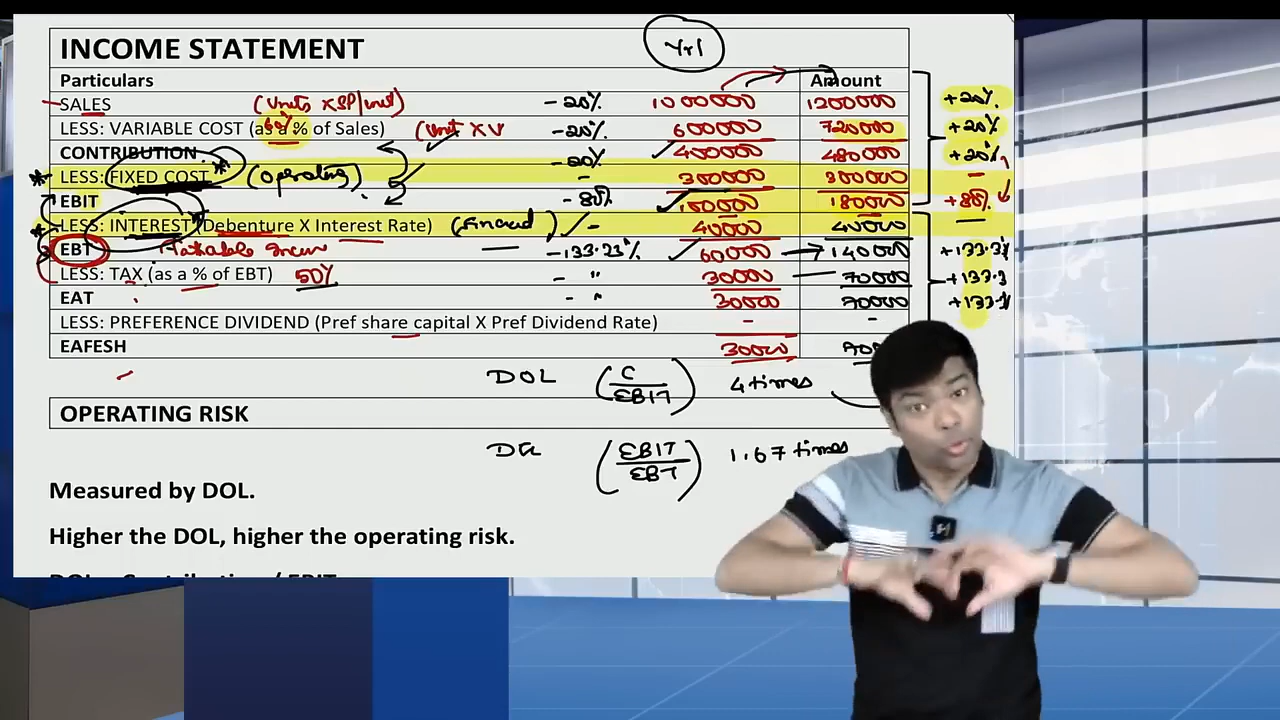 Yr1
INCOME STATEMENT
Particulars Amount
SALES (Units x SP/unit) -20% 1000000 1200000 +20%
LESS: VARIABLE COST (as a % of Sales) 60% (Unit x V -20% 600000 720000 +20%
CONTRIBUTION -20% 400000 480000 +20%
LESS: FIXED COST (operating) - 300000 300000 -
EBIT -80% 100000 180000 +80%
LESS: INTEREST (Debenture X Interest Rate) (Financial) - 40000 40000 -
EBT Taxable -133.33% 60000 140000 +133.3%
LESS: TAX (as a % of EBT) 50% - " 30000 70000 +133.3
EAT - " 30000 70000 +133.3
LESS: PREFERENCE DIVIDEND (Pref share capital X Pref Dividend Rate) - -
EAFESH 30000
DOL (C/EBIT) 4 times
OPERATING RISK
(EBIT/EBT) 1.67 times
Measured by DOL.
Higher the DOL, higher the operating risk.